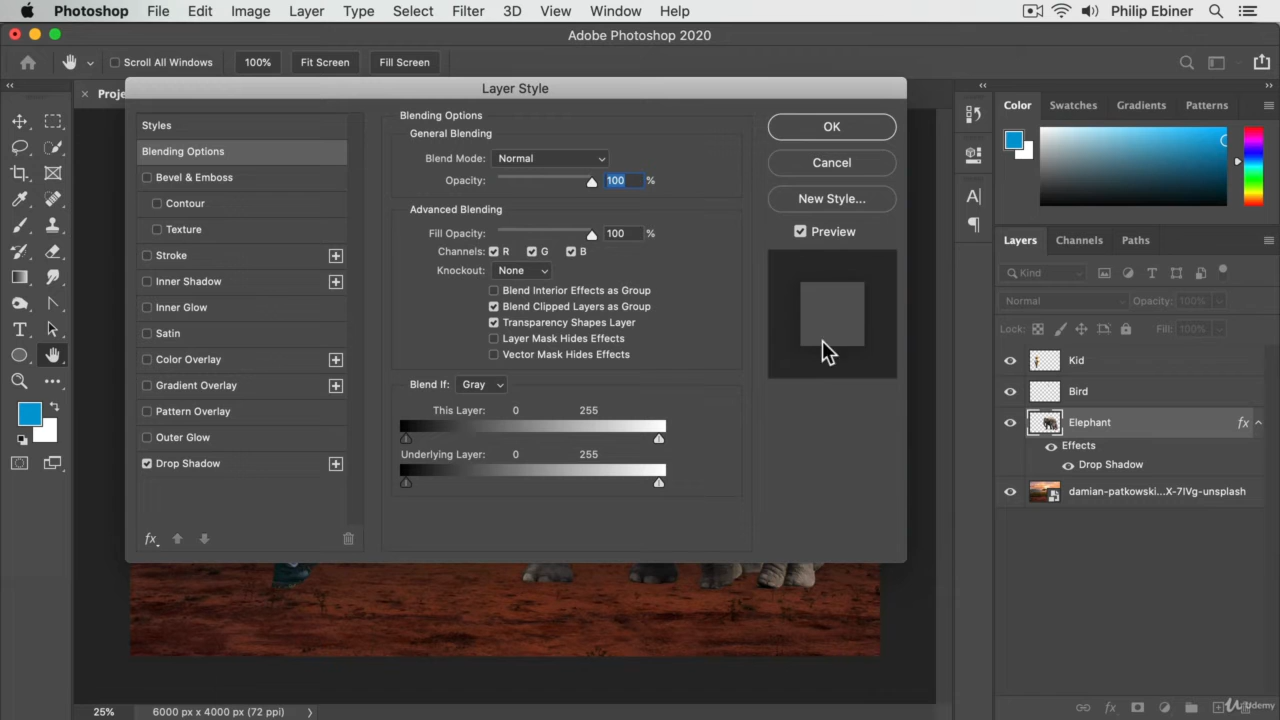 Photoshop File Edit Image Layer Type Select Filter 3D View Window Help Philip Ebiner
Adobe Photoshop 2020
Scroll All Windows 100% Fit Screen Fill Screen
Proje
Layer Style
Styles
Blending Options
Bevel & Emboss
Contour
Texture
Stroke
Inner Shadow
Inner Glow
Satin
Color Overlay
Gradient Overlay
Pattern Overlay
Outer Glow
Drop Shadow
fx
Blending Options
General Blending
Blend Mode: Normal
Opacity: 100 %
Advanced Blending
Fill Opacity: 100 %
Channels: R G B
Knockout: None
Blend Interior Effects as Group
Blend Clipped Layers as Group
Transparency Shapes Layer
Layer Mask Hides Effects
Vector Mask Hides Effects
Blend If: Gray
This Layer: 0 255
Underlying Layer: 0 255
OK
Cancel
New Style...
Preview
Color Swatches Gradients Patterns
Layers Channels Paths
Kind
Normal Opacity: 100%
Lock: Fill: 100%
Kid
Bird
Elephant fx
Effects
Drop Shadow
damian-patkowski...X-7IVg-unsplash
fx
25% 6000 px x 4000 px (72 ppi)
Udemy